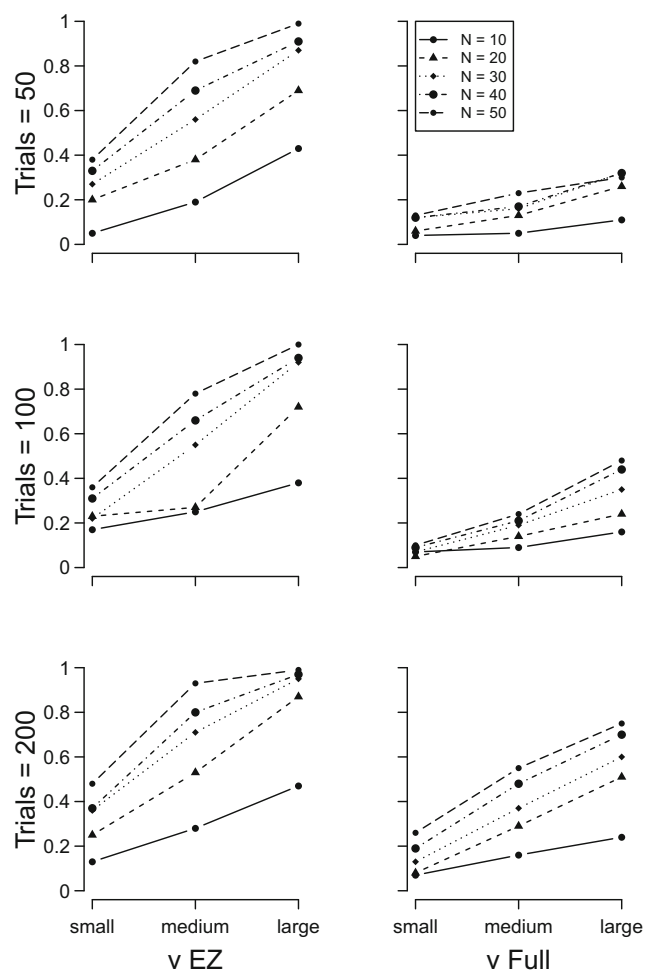 Trials = 50
1
0.8
0.6
0.4
0.2
0
N = 10
N = 20
N = 30
N = 40
N = 50
Trials = 100
1
0.8
0.6
0.4
0.2
0
Trials = 200
1
0.8
0.6
0.4
0.2
0
small medium large
small medium large
v EZ
v Full